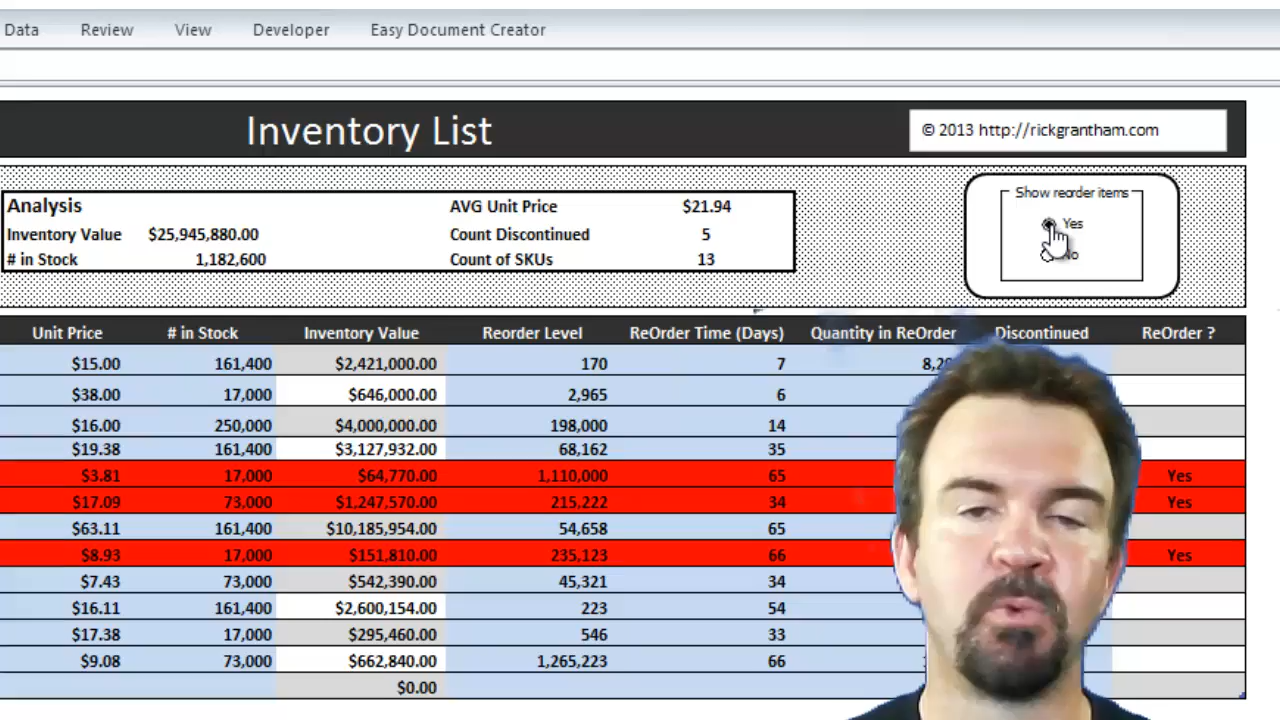 Data Review View Developer Easy Document Creator
Inventory List
© 2013 http://rickgrantham.com
Analysis AVG Unit Price $21.94
Inventory Value $25,945,880.00 Count Discontinued 5
# in Stock 1,182,600 Count of SKUs 13
Show reorder items
Yes
Unit Price # in Stock Inventory Value Reorder Level ReOrder Time (Days) Quantity in ReOrder Discontinued ReOrder ?
$15.00 161,400 $2,421,000.00 170 7
$38.00 17,000 $646,000.00 2,965 6
$16.00 250,000 $4,000,000.00 198,000 14
$19.38 161,400 $3,127,932.00 68,162 35
$3.81 17,000 $64,770.00 1,110,000 65 Yes
$17.09 73,000 $1,247,570.00 215,222 34 Yes
$63.11 161,400 $10,185,954.00 54,658 65
$8.93 17,000 $151,810.00 235,123 66 Yes
$7.43 73,000 $542,390.00 45,321 34
$16.11 161,400 $2,600,154.00 223 54
$17.38 17,000 $295,460.00 546 33
$9.08 73,000 $662,840.00 1,265,223 66
$0.00